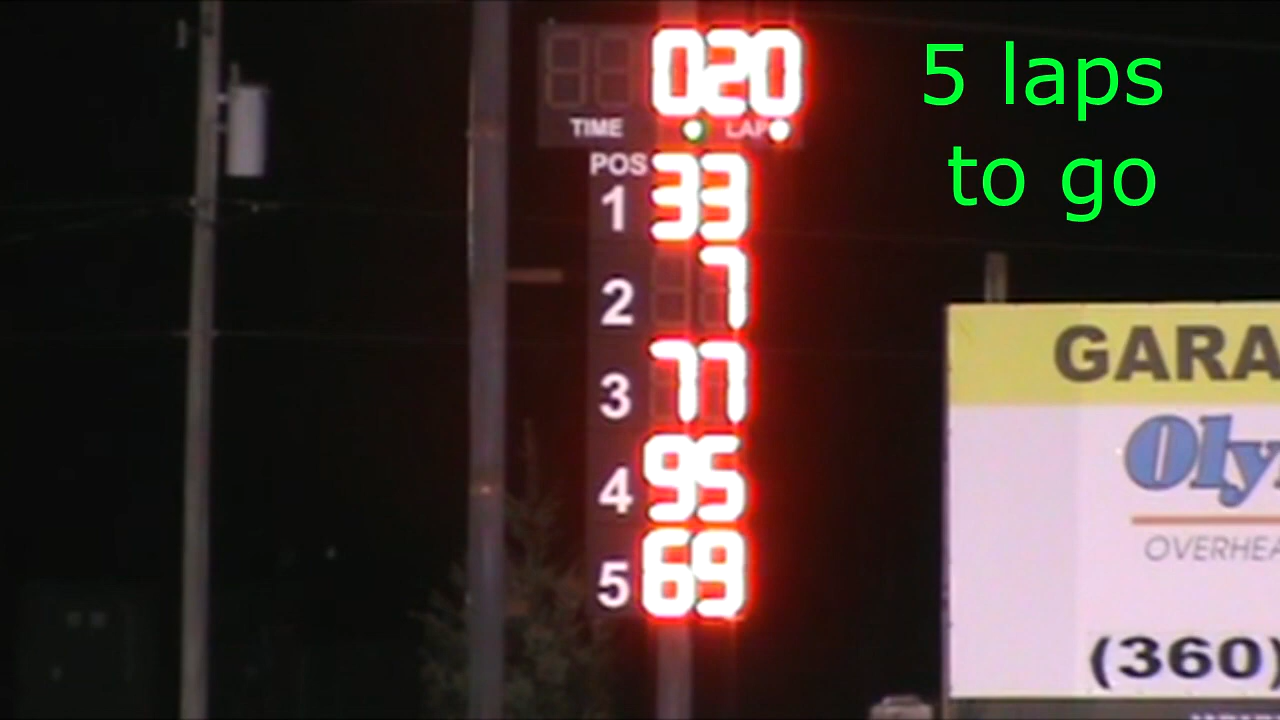 020
TIME LAP
POS
1 33
2 7
3 77
4 95
5 69
5 laps
to go
GARA
Oly
OVERHEA
(360)